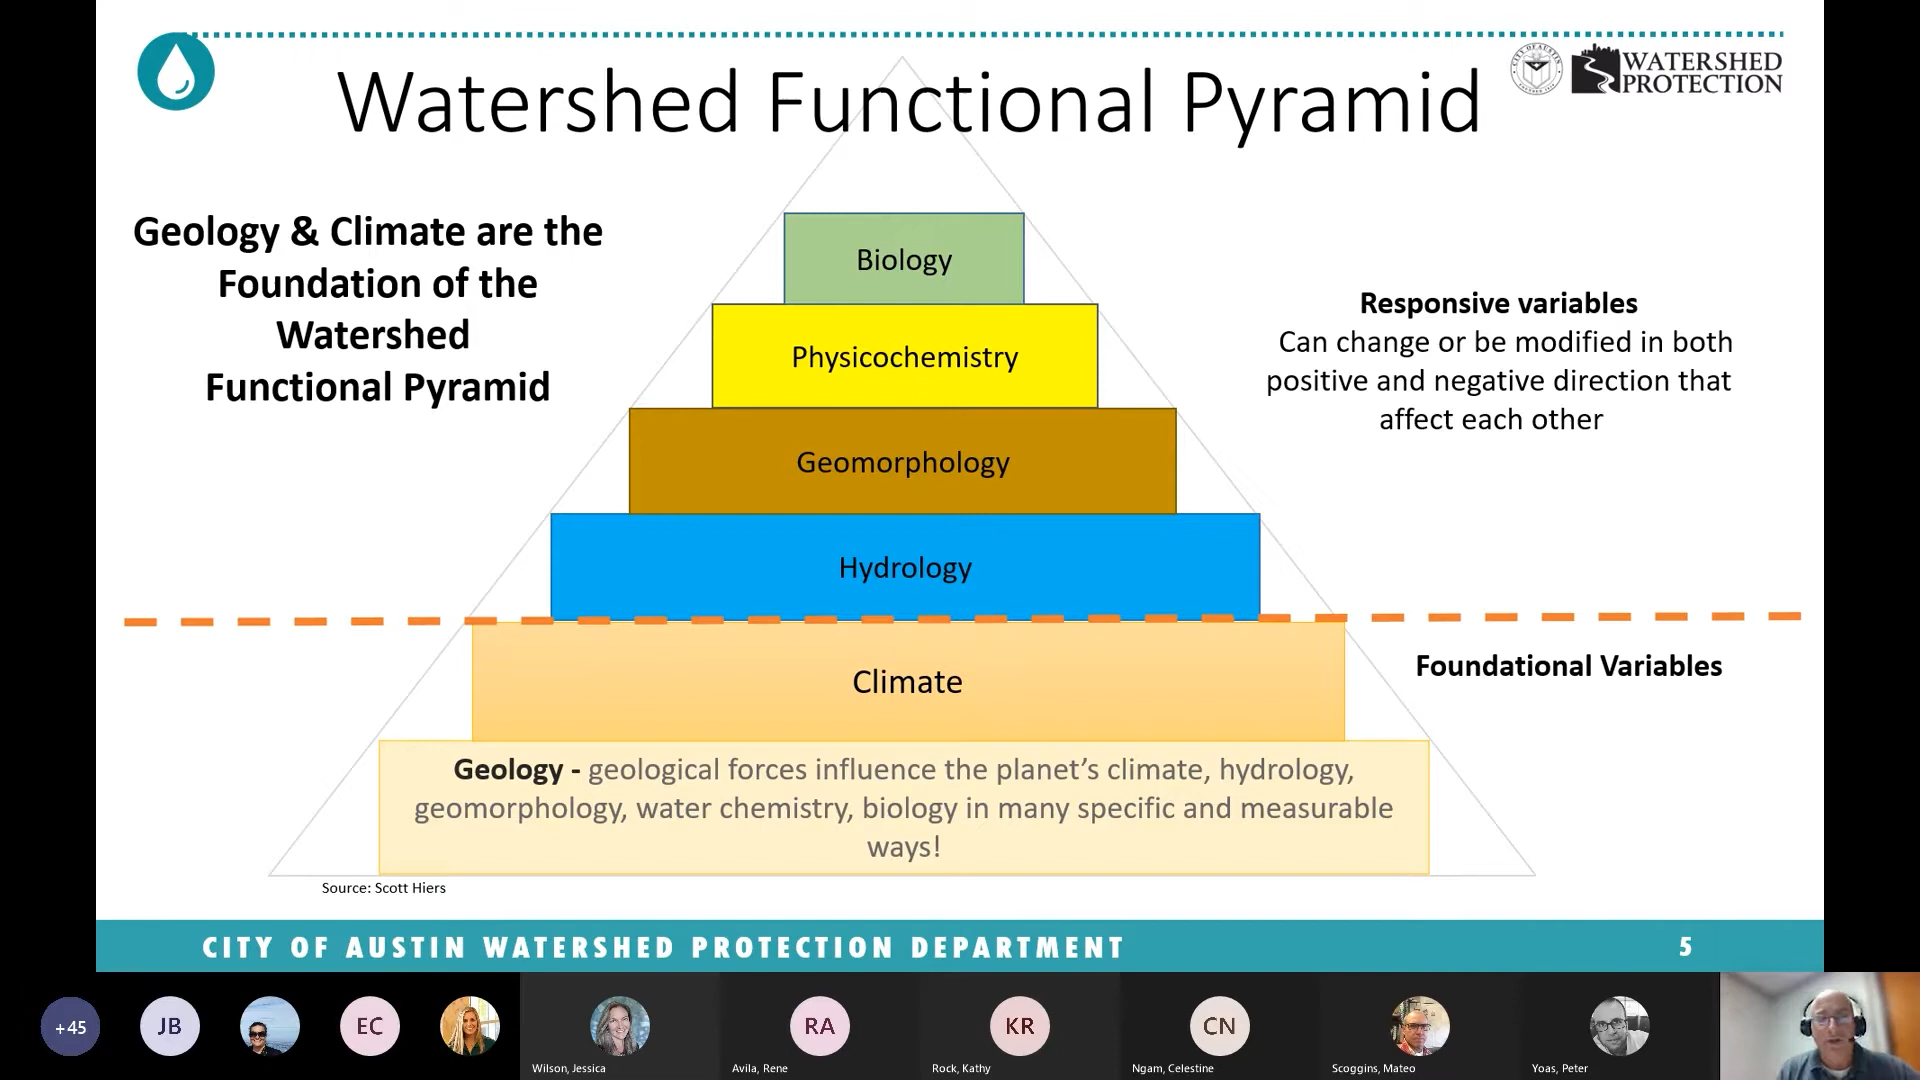 Watershed Functional Pyramid
WATERSHED
PROTECTION
Geology & Climate are the
Foundation of the
Watershed
Functional Pyramid
Biology
Physicochemistry
Geomorphology
Hydrology
Climate
Geology - geological forces influence the planet's climate, hydrology,
geomorphology, water chemistry, biology in many specific and measurable
ways!
Responsive variables
Can change or be modified in both
positive and negative direction that
affect each other
Foundational Variables
Source: Scott Hiers
CITY OF AUSTIN WATERSHED PROTECTION DEPARTMENT
5
+45
JB
EC
RA
KR
CN
Wilson, Jessica
Avila, Rene
Rock, Kathy
Ngam, Celestine
Scoggins, Mateo
Yoas, Peter